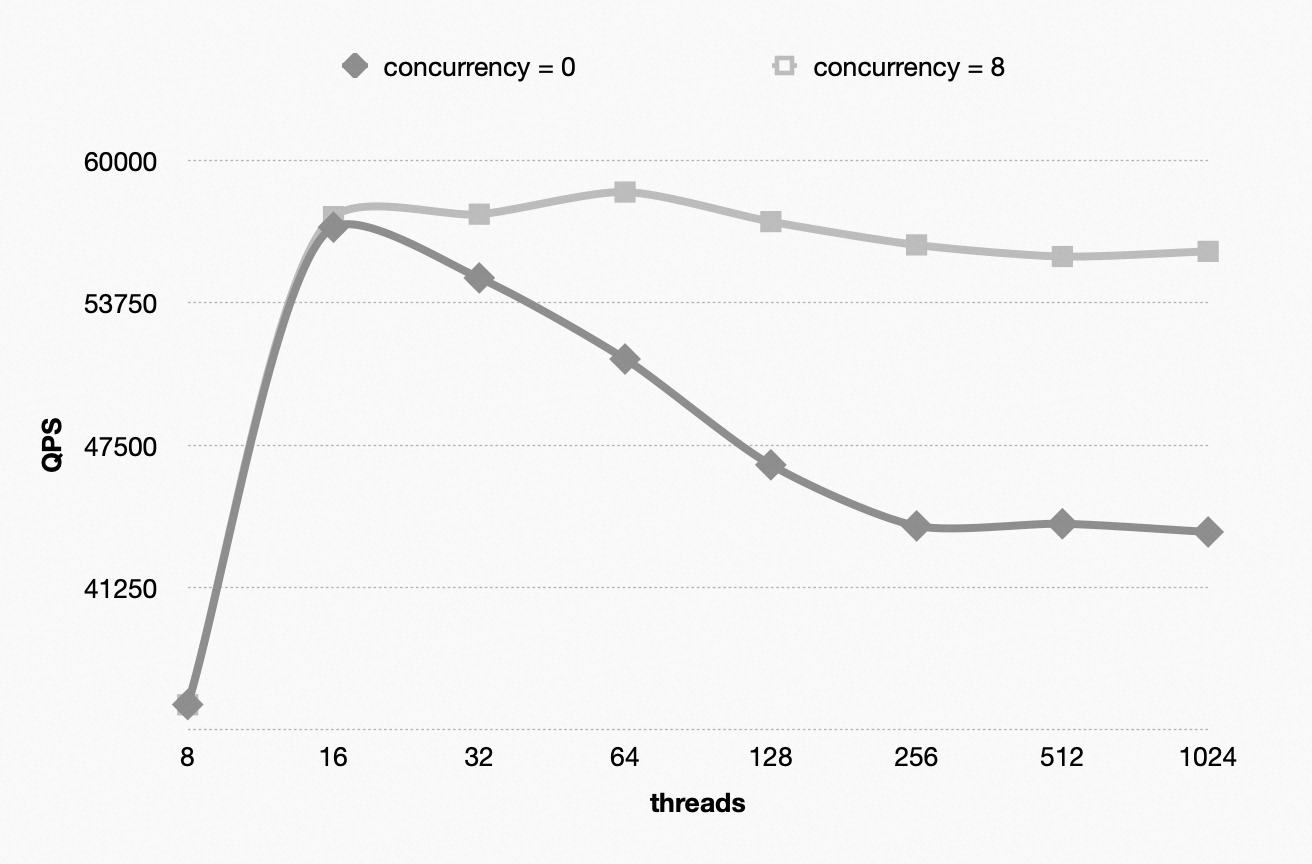 concurrency = 0
concurrency = 8
60000
53750
47500
41250
QPS
8 16 32 64 128 256 512 1024
threads